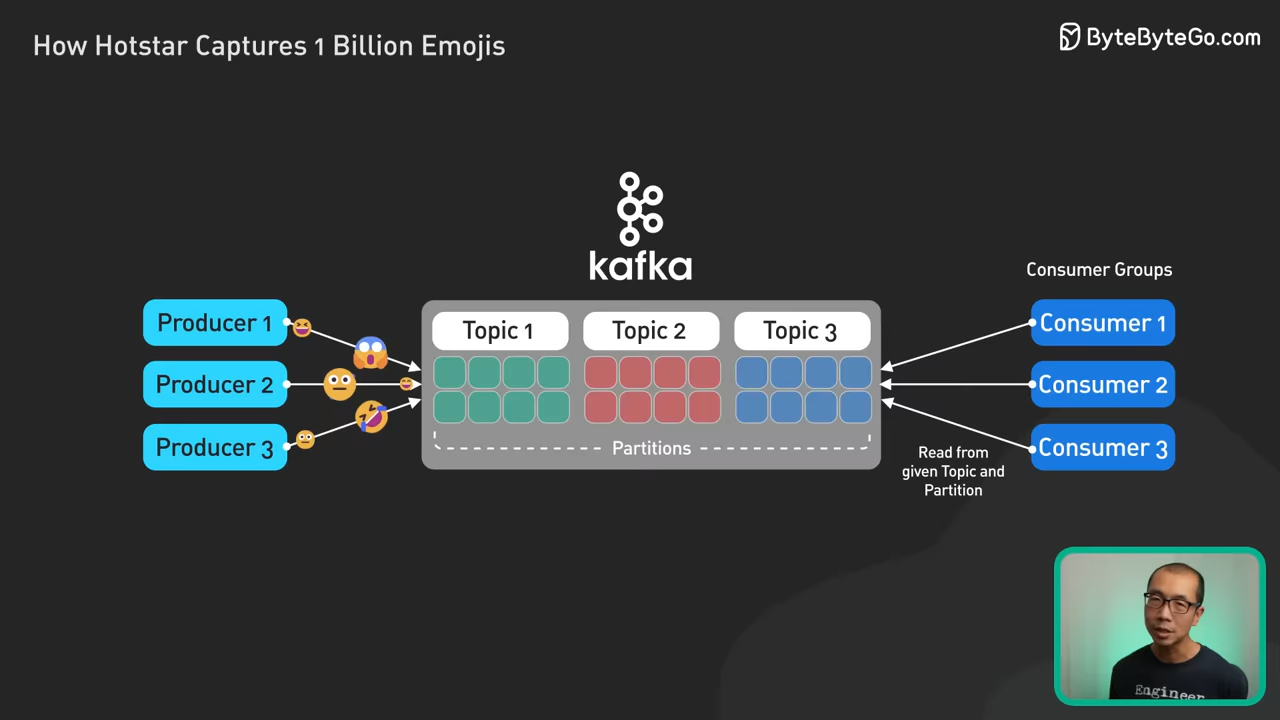 How Hotstar Captures 1 Billion Emojis
ByteByteGo.com
kafka
Consumer Groups
Producer 1
Producer 2
Producer 3
Topic 1
Topic 2
Topic 3
Partitions
Consumer 1
Consumer 2
Consumer 3
Read from
given Topic and
Partition
Engineer